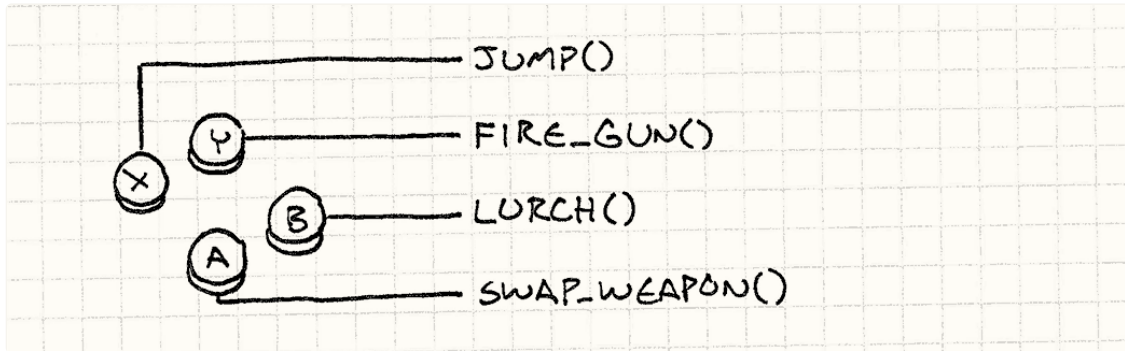 JUMP()
Y FIRE_GUN()
X
B LURCH()
A SWAP_WEAPON()